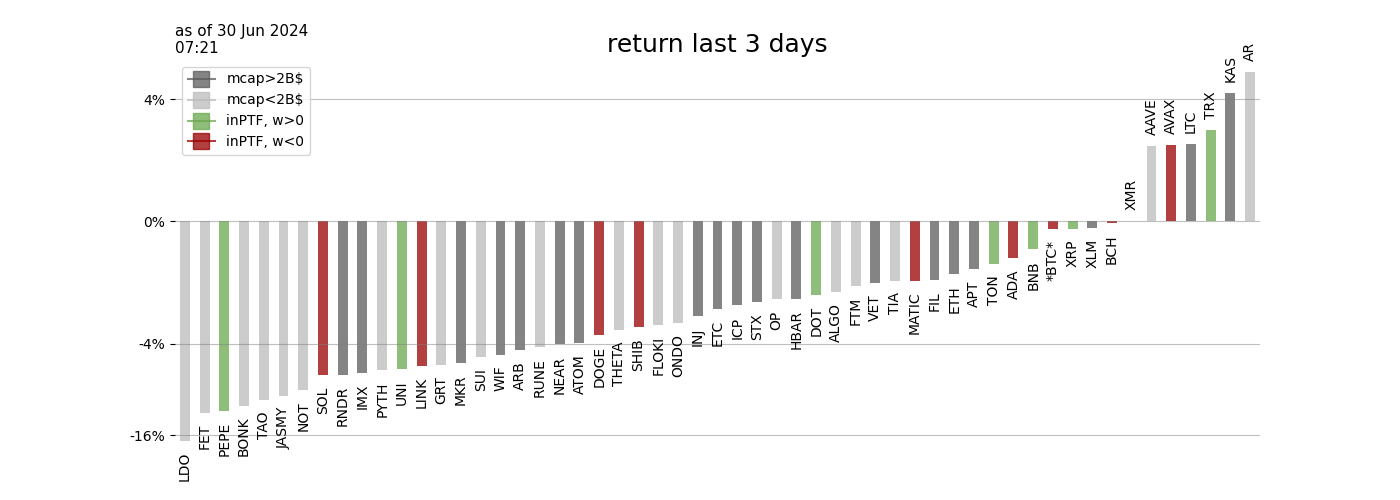 as of 30 Jun 2024
07:21
return last 3 days
mcap>2B$
mcap<2B$
inPTF, w>0
inPTF, w<0
4%
0%
-4%
-16%
LDO
FET
PEPE
BONK
TAO
JASMY
NOT
SOL
RNDR
IMX
PYTH
UNI
LINK
GRT
MKR
SUI
WIF
ARB
RUNE
NEAR
ATOM
DOGE
THETA
SHIB
FLOKI
ONDO
INJ
ETC
ICP
STX
OP
HBAR
DOT
ALGO
FTM
VET
TIA
MATIC
FIL
ETH
APT
TON
ADA
BNB
*BTC*
XRP
XLM
BCH
XMR
AAVE
AVAX
LTC
TRX
KAS
AR